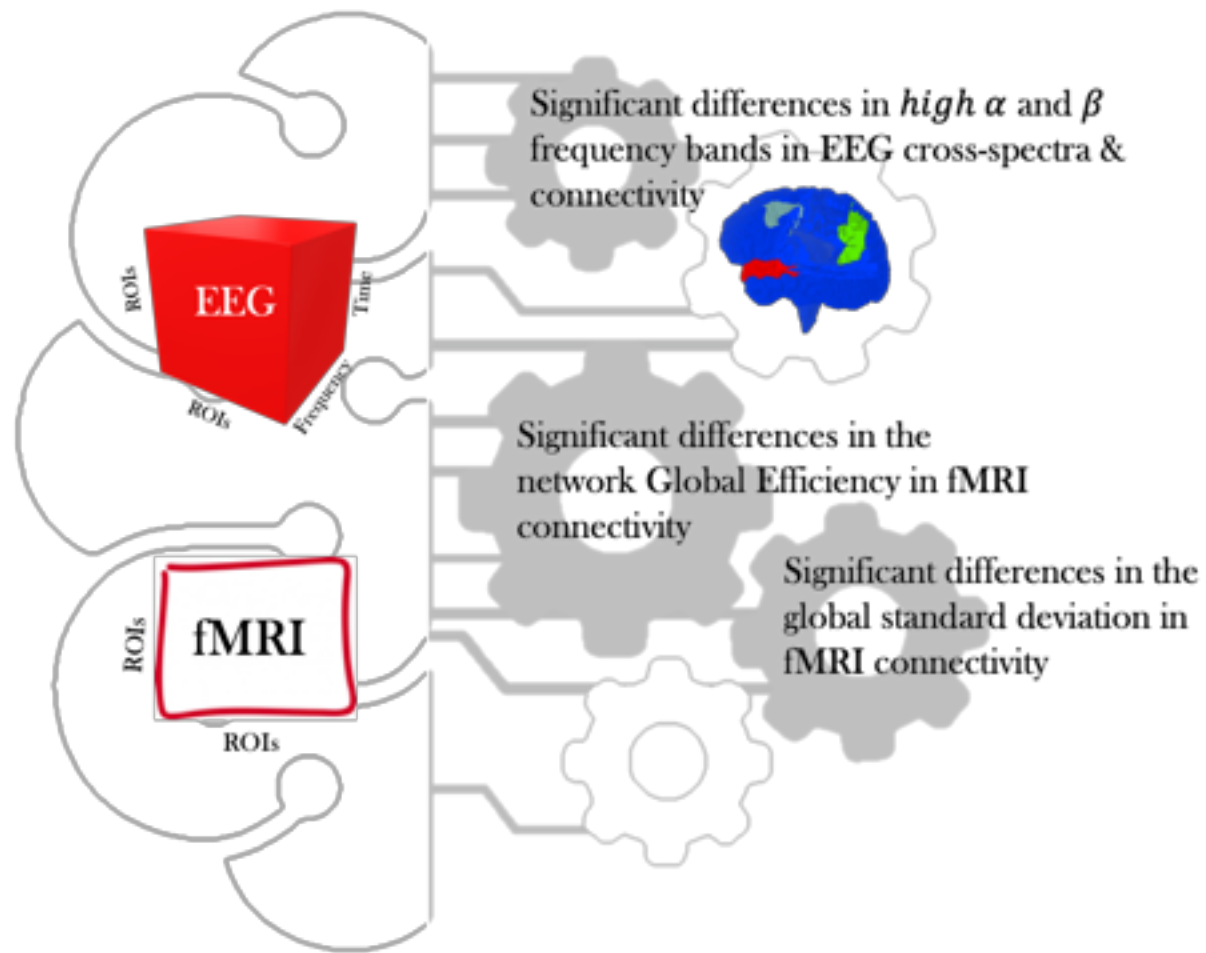 Significant differences in high α and β
frequency bands in EEG cross-spectra &
connectivity
ROIs
EEG
Time
ROIs
Frequency
Significant differences in the
network Global Efficiency in fMRI
connectivity
Significant differences in the
global standard deviation in
fMRI connectivity
ROIs
fMRI
ROIs